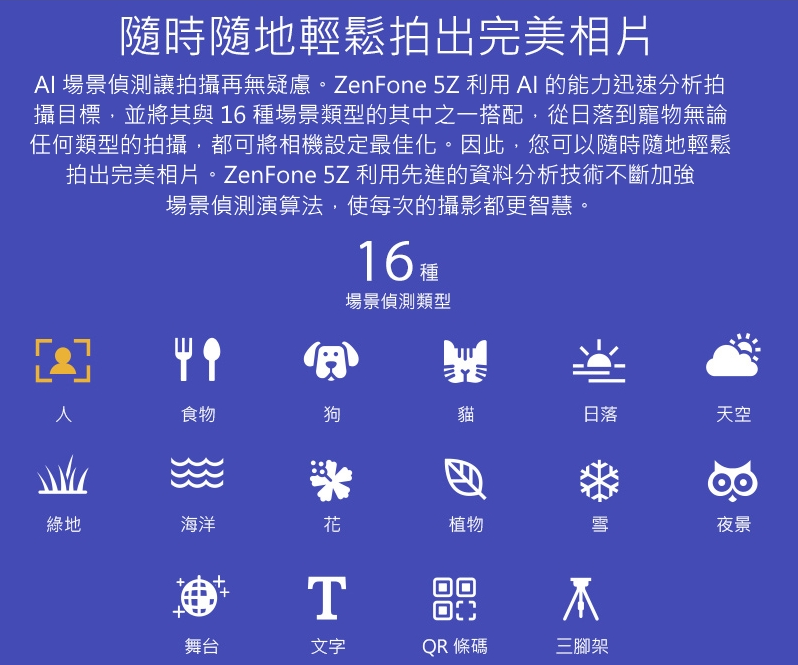 隨時隨地輕鬆拍出完美相片
AI 場景偵測讓拍攝再無疑慮。ZenFone 5Z 利用 AI 的能力迅速分析拍
攝目標，並將其與 16 種場景類型的其中之一搭配，從日落到寵物無論
任何類型的拍攝，都可將相機設定最佳化。因此，您可以隨時隨地輕鬆
拍出完美相片。ZenFone 5Z 利用先進的資料分析技術不斷加強
場景偵測演算法，使每次的攝影都更智慧。
16 種
場景偵測類型
人 食物 狗 貓 日落 天空
綠地 海洋 花 植物 雪 夜景
舞台 文字 QR 條碼 三腳架